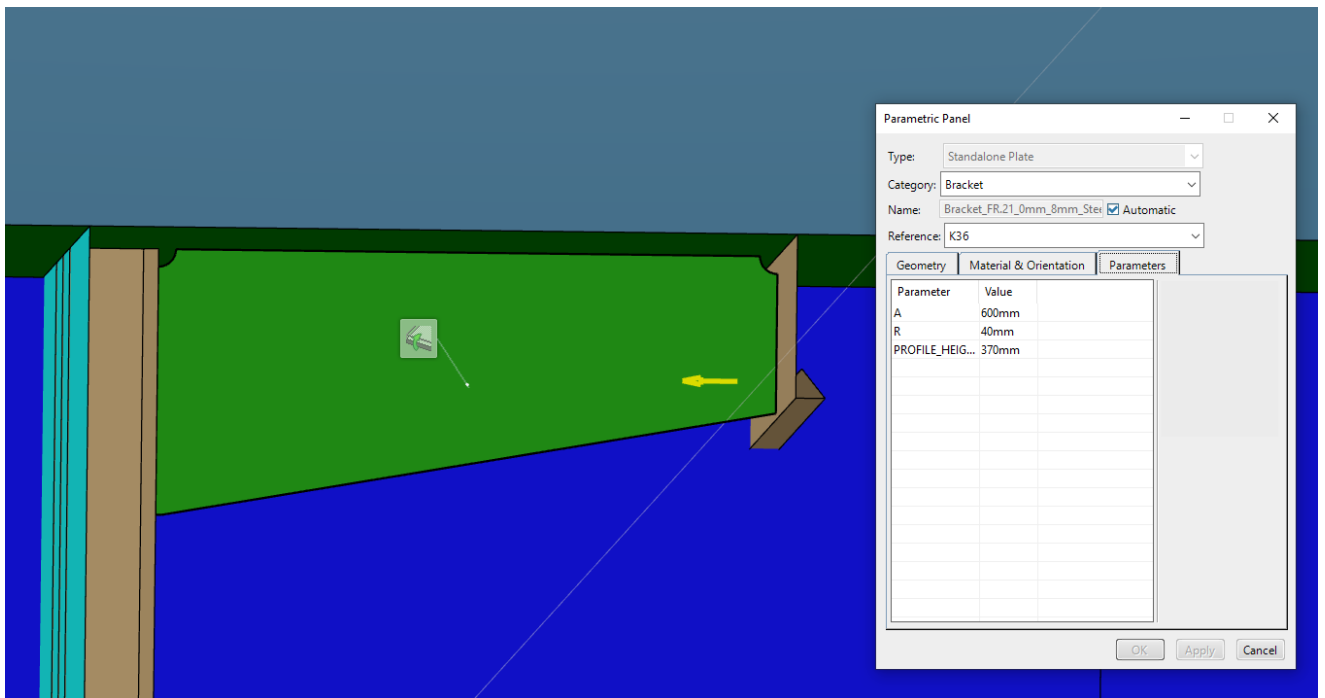 Parametric Panel
Type: Standalone Plate
Category: Bracket
Name: Bracket_FR.21_0mm_8mm_Stee Automatic
Reference: K36
Geometry Material & Orientation Parameters
Parameter Value
A 600mm
R 40mm
PROFILE_HEIG... 370mm
OK Apply Cancel